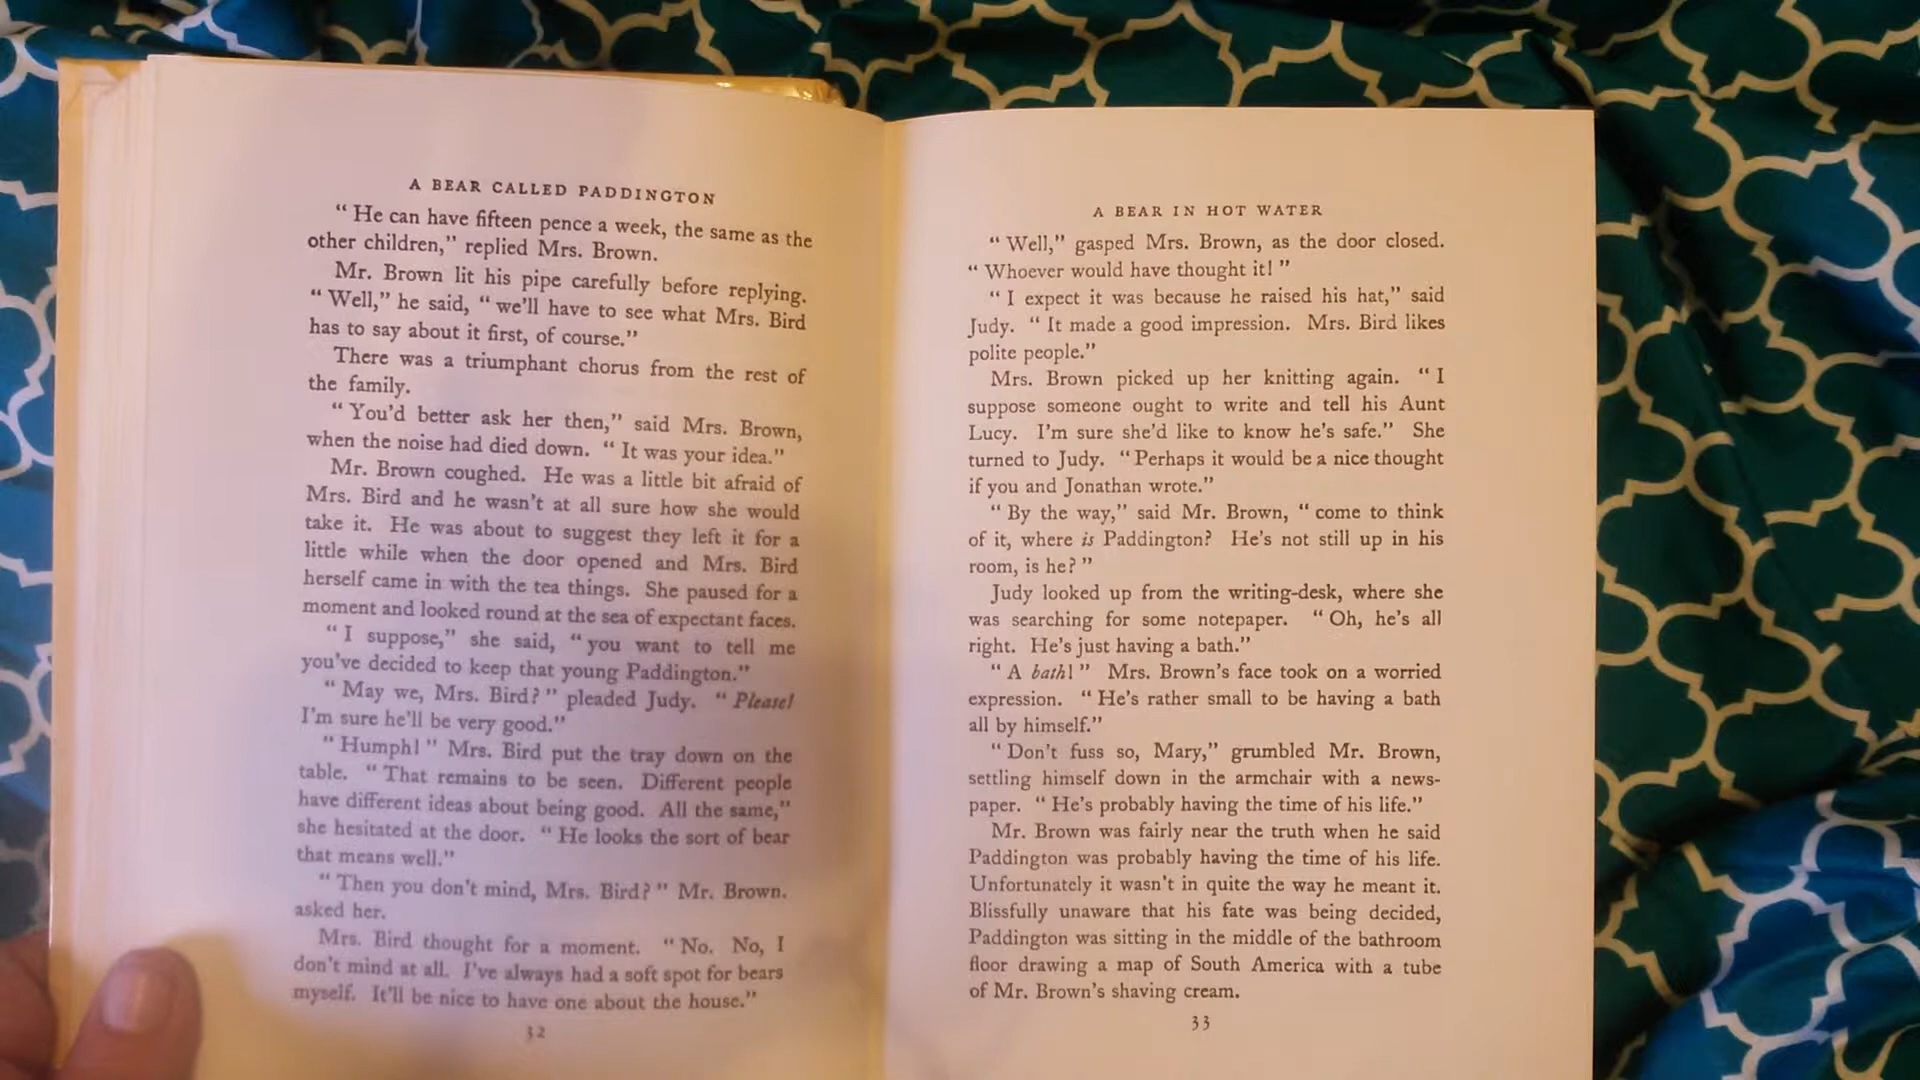 A BEAR CALLED PADDINGTON
“ He can have fifteen pence a week, the same as the
other children,” replied Mrs. Brown.
Mr. Brown lit his pipe carefully before replying.
“ Well,” he said, “ we’ll have to see what Mrs. Bird
has to say about it first, of course.”
There was a triumphant chorus from the rest of
the family.
“ You’d better ask her then,” said Mrs. Brown,
when the noise had died down. “ It was your idea.”
Mr. Brown coughed. He was a little bit afraid of
Mrs. Bird and he wasn’t at all sure how she would
take it. He was about to suggest they left it for a
little while when the door opened and Mrs. Bird
herself came in with the tea things. She paused for a
moment and looked round at the sea of expectant faces.
“ I suppose,” she said, “ you want to tell me
you’ve decided to keep that young Paddington.”
“ May we, Mrs. Bird? ” pleaded Judy. “ Please!
I’m sure he’ll be very good.”
“ Humph! ” Mrs. Bird put the tray down on the
table. “ That remains to be seen. Different people
have different ideas about being good. All the same,”
she hesitated at the door. “ He looks the sort of bear
that means well.”
“ Then you don’t mind, Mrs. Bird? ” Mr. Brown.
asked her.
Mrs. Bird thought for a moment. “ No. No, I
don’t mind at all. I’ve always had a soft spot for bears
myself. It’ll be nice to have one about the house.”
32
A BEAR IN HOT WATER
“ Well,” gasped Mrs. Brown, as the door closed.
“ Whoever would have thought it! ”
“ I expect it was because he raised his hat,” said
Judy. “ It made a good impression. Mrs. Bird likes
polite people.”
Mrs. Brown picked up her knitting again. “ I
suppose someone ought to write and tell his Aunt
Lucy. I’m sure she’d like to know he’s safe.” She
turned to Judy. “ Perhaps it would be a nice thought
if you and Jonathan wrote.”
“ By the way,” said Mr. Brown, “ come to think
of it, where is Paddington? He’s not still up in his
room, is he? ”
Judy looked up from the writing-desk, where she
was searching for some notepaper. “ Oh, he’s all
right. He’s just having a bath.”
“ A bath! ” Mrs. Brown’s face took on a worried
expression. “ He’s rather small to be having a bath
all by himself.”
“ Don’t fuss so, Mary,” grumbled Mr. Brown,
settling himself down in the armchair with a news-
paper. “ He’s probably having the time of his life.”
Mr. Brown was fairly near the truth when he said
Paddington was probably having the time of his life.
Unfortunately it wasn’t in quite the way he meant it.
Blissfully unaware that his fate was being decided,
Paddington was sitting in the middle of the bathroom
floor drawing a map of South America with a tube
of Mr. Brown’s shaving cream.
33